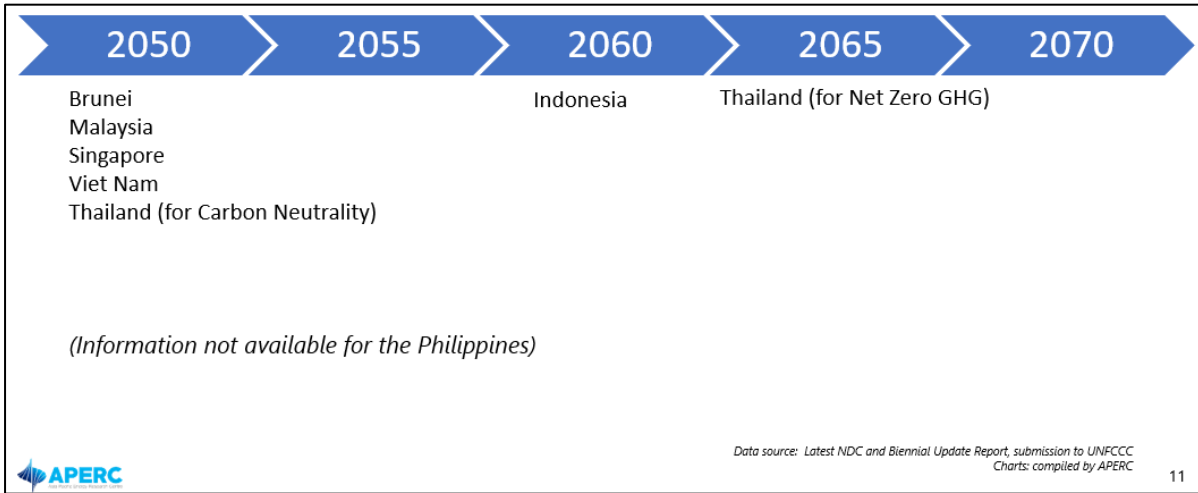 2050 2055 2060 2065 2070
Brunei
Malaysia
Singapore
Viet Nam
Thailand (for Carbon Neutrality)
Indonesia
Thailand (for Net Zero GHG)
(Information not available for the Philippines)
Data source: Latest NDC and Biennial Update Report, submission to UNFCCC
Charts: compiled by APERC
APERC
11